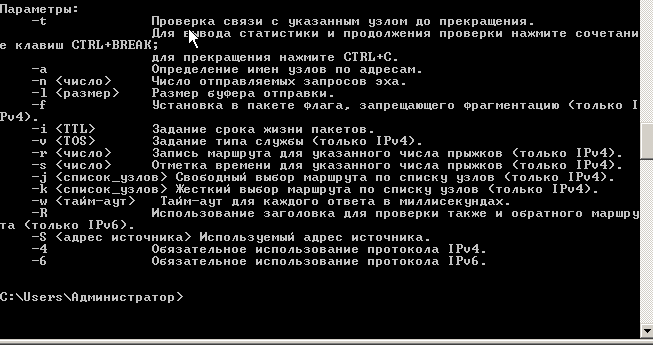 Параметры:
-t Проверка связи с указанным узлом до прекращения.
Для вывода статистики и продолжения проверки нажмите сочетани
е клавиш CTRL+BREAK;
для прекращения нажмите CTRL+C.
-a Определение имен узлов по адресам.
-n <число> Число отправляемых запросов эха.
-l <размер> Размер буфера отправки.
-f Установка в пакете флага, запрещающего фрагментацию (только I
Pv4).
-i <TTL> Задание срока жизни пакетов.
-v <TOS> Задание типа службы (только IPv4).
-r <число> Запись маршрута для указанного числа прыжков (только IPv4).
-s <число> Отметка времени для указанного числа прыжков (только IPv4).
-j <список_узлов> Свободный выбор маршрута по списку узлов (только IPv4).
-k <список_узлов> Жесткий выбор маршрута по списку узлов (только IPv4).
-w <тайм-аут> Тайм-аут для каждого ответа в миллисекундах.
-R Использование заголовка для проверки также и обратного маршру
та (только IPv6).
-S <адрес источника> Используемый адрес источника.
-4 Обязательное использование протокола IPv4.
-6 Обязательное использование протокола IPv6.
C:\Users\Администратор>